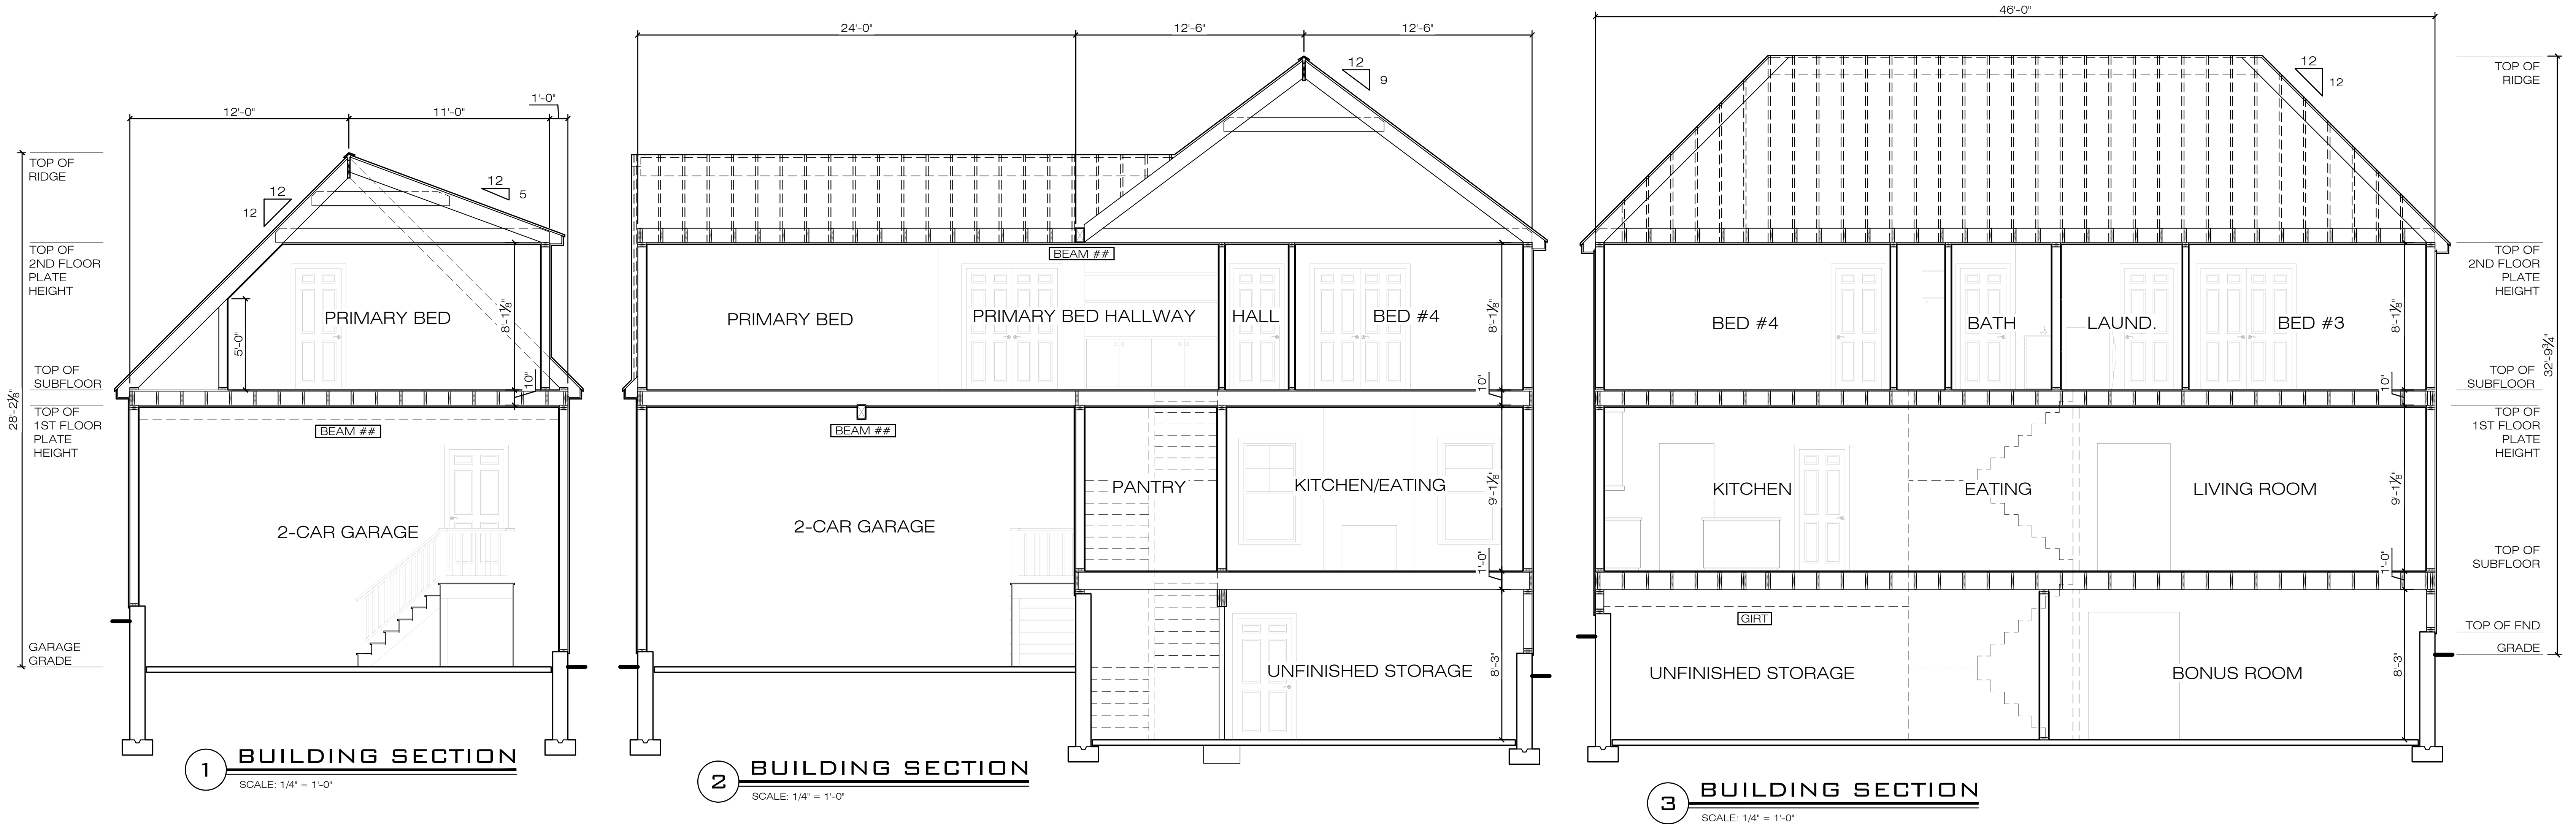 12'-0"
11'-0"
1'-0"
TOP OF
RIDGE
12
12
12
5
TOP OF
2ND FLOOR
PLATE
HEIGHT
PRIMARY BED
8'-1⅛"
5'-0"
TOP OF
SUBFLOOR
10"
28'-2⅞"
TOP OF
1ST FLOOR
PLATE
HEIGHT
BEAM ##
2-CAR GARAGE
GARAGE
GRADE
1
BUILDING SECTION
SCALE: 1/4" = 1'-0"
24'-0"
12'-6"
12'-6"
12
9
BEAM ##
PRIMARY BED
PRIMARY BED HALLWAY
HALL
BED #4
8'-1⅛"
10"
BEAM ##
2-CAR GARAGE
PANTRY
KITCHEN/EATING
9'-1⅛"
1'-0"
UNFINISHED STORAGE
8'-3"
2
BUILDING SECTION
SCALE: 1/4" = 1'-0"
46'-0"
12
12
TOP OF
RIDGE
TOP OF
2ND FLOOR
PLATE
HEIGHT
BED #4
BATH
LAUND.
BED #3
8'-1⅛"
32'-9¾"
TOP OF
SUBFLOOR
10"
TOP OF
1ST FLOOR
PLATE
HEIGHT
KITCHEN
EATING
LIVING ROOM
9'-1⅛"
1'-0"
TOP OF
SUBFLOOR
GIRT
TOP OF FND
GRADE
UNFINISHED STORAGE
BONUS ROOM
8'-3"
3
BUILDING SECTION
SCALE: 1/4" = 1'-0"